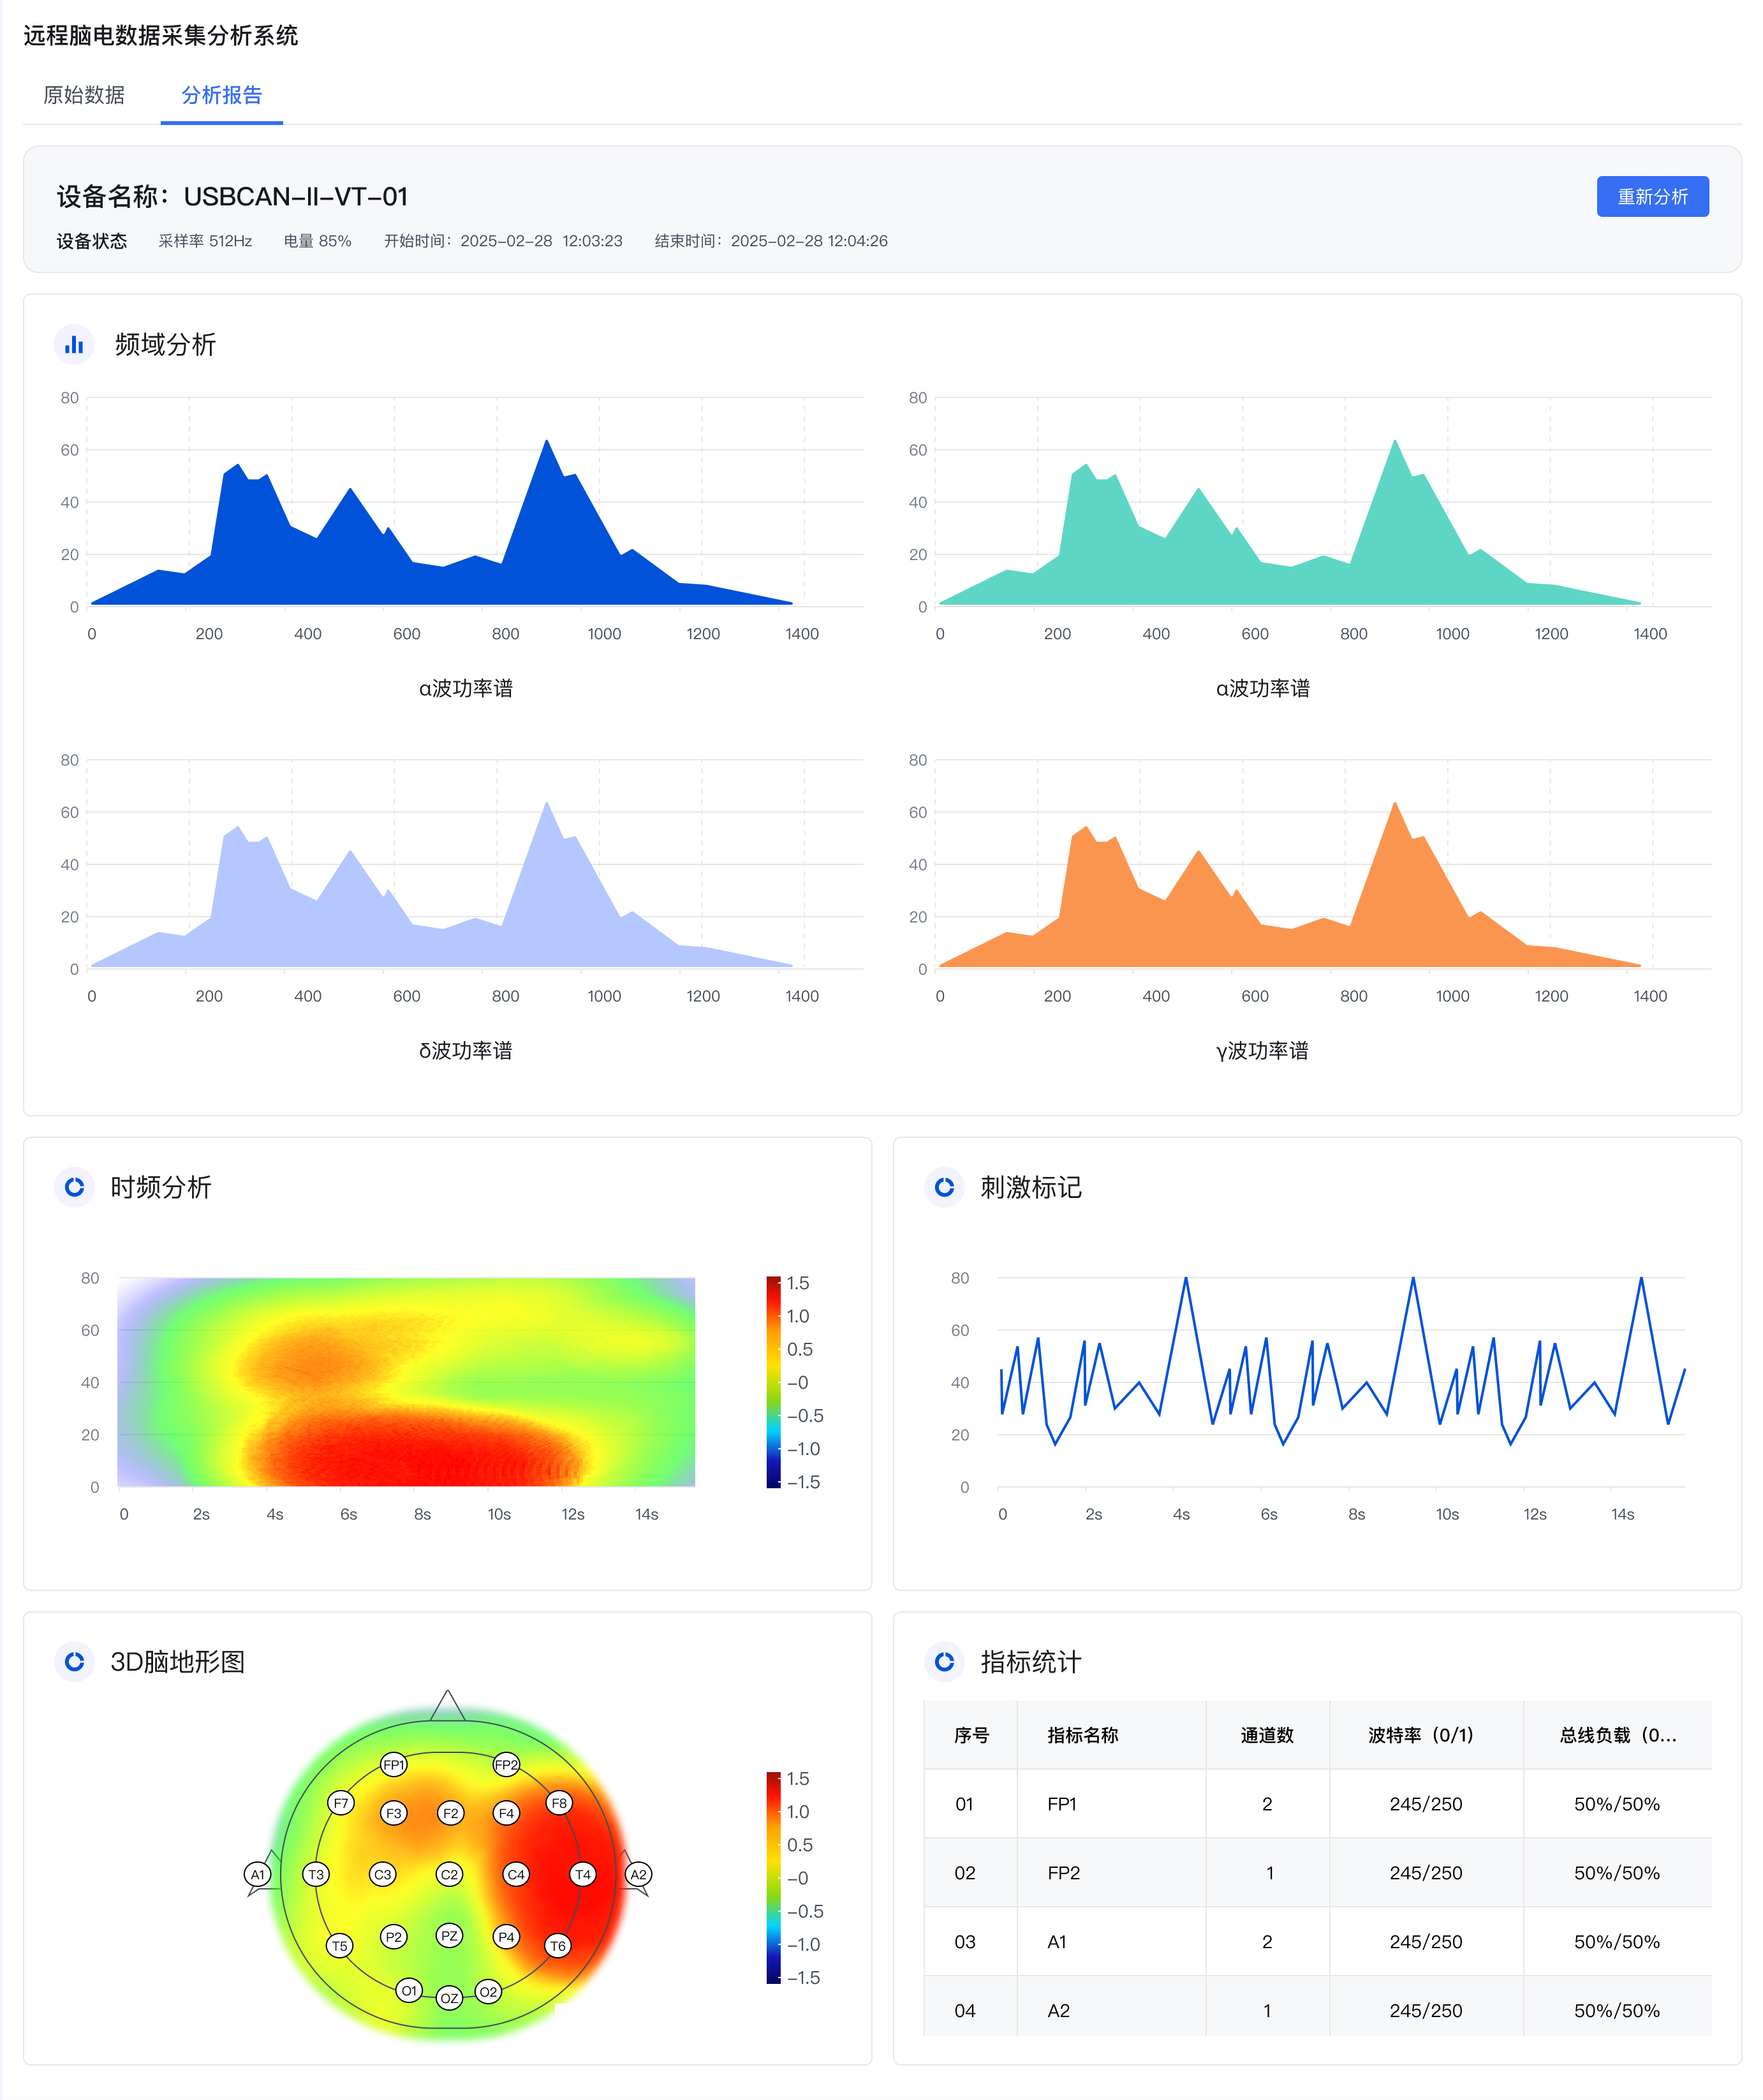 远程脑电数据采集分析系统
原始数据 分析报告
设备名称：USBCAN-II-VT-01
重新分析
设备状态 采样率 512Hz 电量 85% 开始时间：2025-02-28 12:03:23 结束时间：2025-02-28 12:04:26
频域分析
80
60
40
20
0
0 200 400 600 800 1000 1200 1400
α波功率谱
80
60
40
20
0
0 200 400 600 800 1000 1200 1400
α波功率谱
80
60
40
20
0
0 200 400 600 800 1000 1200 1400
δ波功率谱
80
60
40
20
0
0 200 400 600 800 1000 1200 1400
γ波功率谱
时频分析
80
60
40
20
0
0 2s 4s 6s 8s 10s 12s 14s
1.5
1.0
0.5
-0
-0.5
-1.0
-1.5
刺激标记
80
60
40
20
0
0 2s 4s 6s 8s 10s 12s 14s
3D脑地形图
FP1 FP2
F7 F3 F2 F4 F8
A1 T3 C3 C2 C4 T4 A2
T5 P2 PZ P4 T6
O1 OZ O2
1.5
1.0
0.5
-0
-0.5
-1.0
-1.5
指标统计
序号 指标名称 通道数 波特率（0/1） 总线负载（0...
01 FP1 2 245/250 50%/50%
02 FP2 1 245/250 50%/50%
03 A1 2 245/250 50%/50%
04 A2 1 245/250 50%/50%